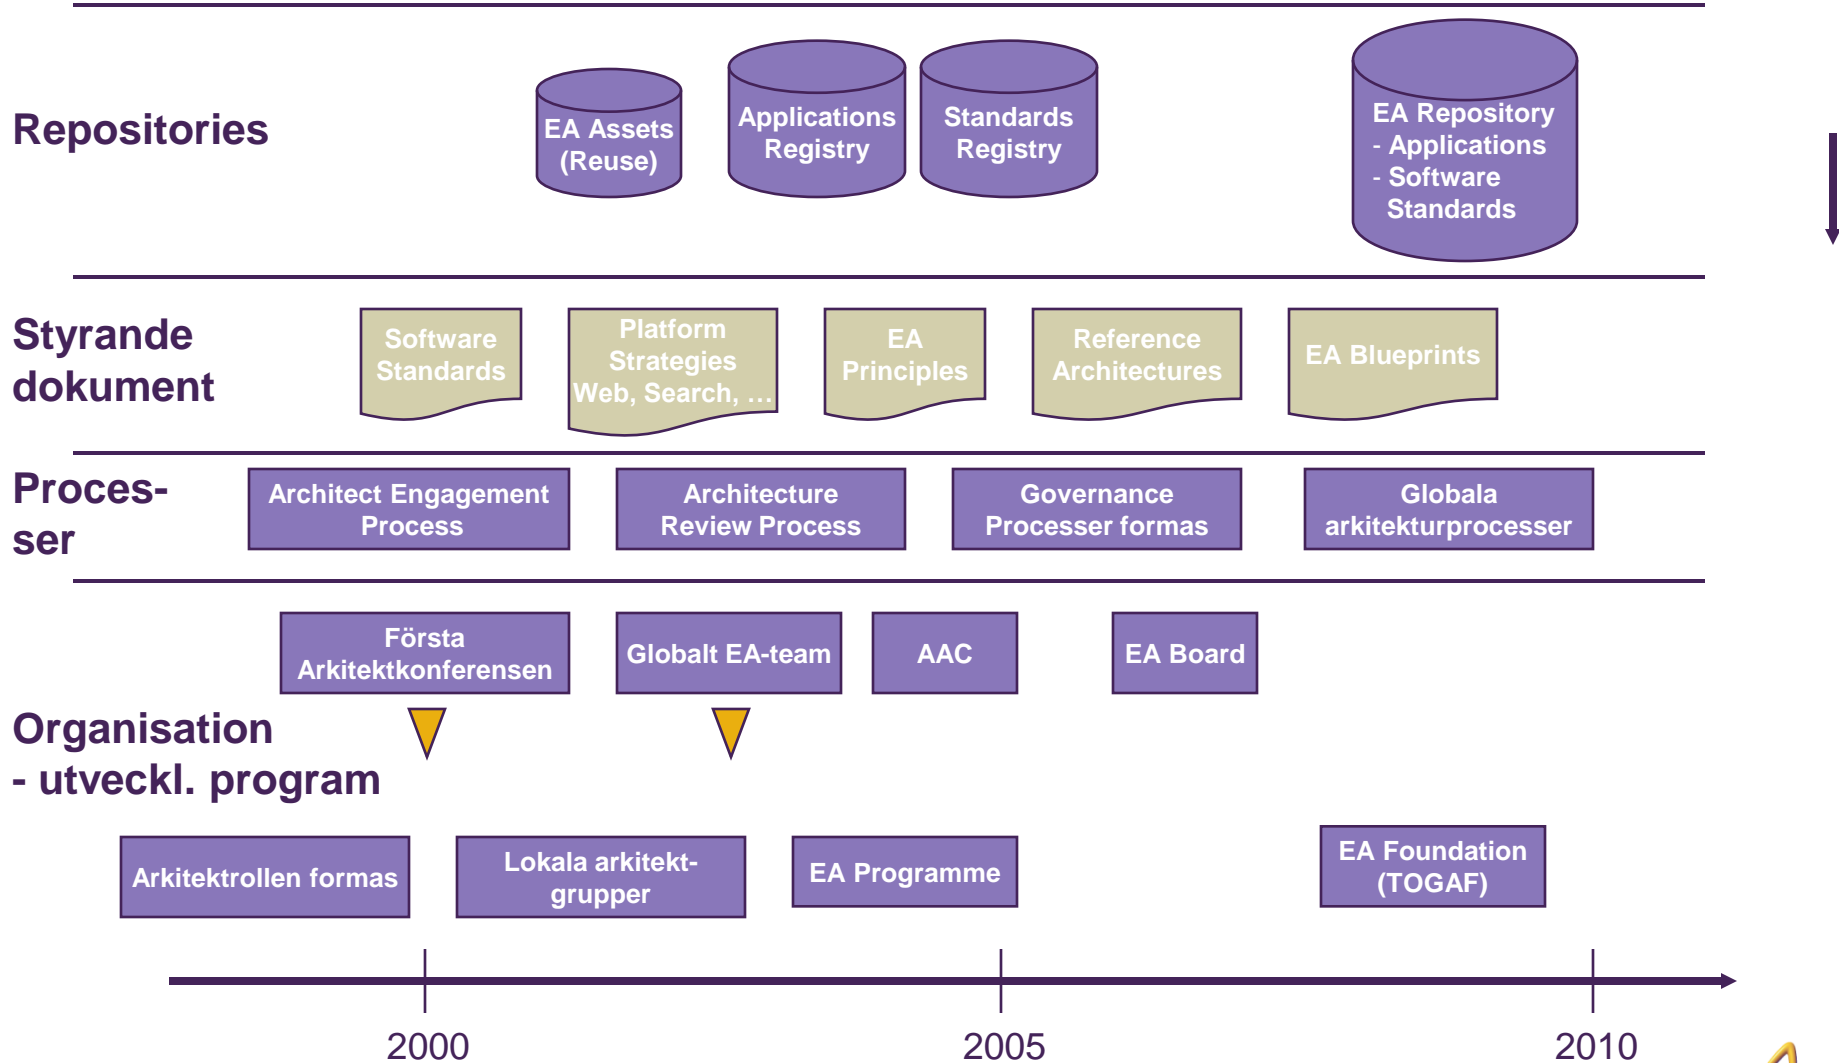 Repositories
EA Assets
(Reuse)
Applications
Registry
Standards
Registry
EA Repository
- Applications
- Software
Standards
Styrande
dokument
Software
Standards
Platform
Strategies
Web, Search, …
EA
Principles
Reference
Architectures
EA Blueprints
Proces-
ser
Architect Engagement
Process
Architecture
Review Process
Governance
Processer formas
Globala
arkitekturprocesser
Första
Arkitektkonferensen
Globalt EA-team
AAC
EA Board
Organisation
- utveckl. program
Arkitektrollen formas
Lokala arkitekt-
grupper
EA Programme
EA Foundation
(TOGAF)
2000
2005
2010